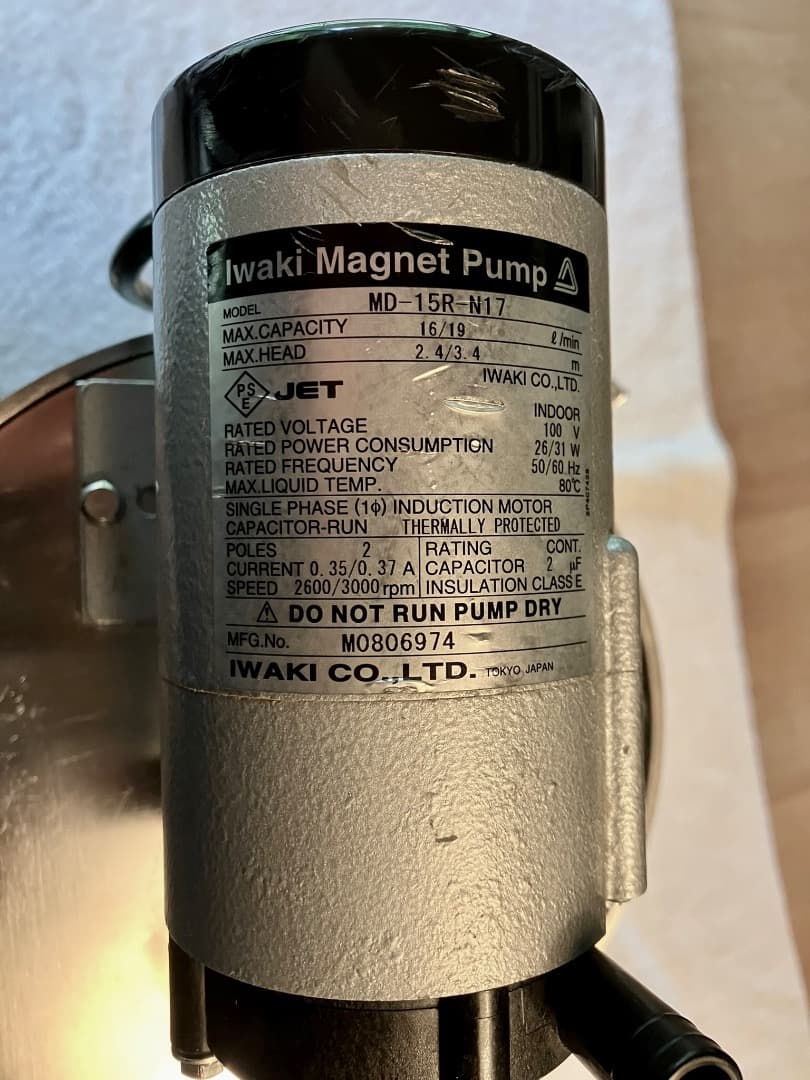 Iwaki Magnet Pump
MODEL MD-15R-N17
MAX.CAPACITY 16/19 ℓ/min
MAX.HEAD 2.4/3.4 m
IWAKI CO.,LTD.
PS E JET
INDOOR
RATED VOLTAGE 100 V
RATED POWER CONSUMPTION 26/31 W
RATED FREQUENCY 50/60 Hz
MAX.LIQUID TEMP. 80℃
SINGLE PHASE (1ϕ) INDUCTION MOTOR
CAPACITOR-RUN THERMALLY PROTECTED
POLES 2 RATING CONT.
CURRENT 0.35/0.37 A CAPACITOR 2 μF
SPEED 2600/3000 rpm INSULATION CLASS E
⚠ DO NOT RUN PUMP DRY
MFG.No. M0806974
IWAKI CO.,LTD. TOKYO JAPAN